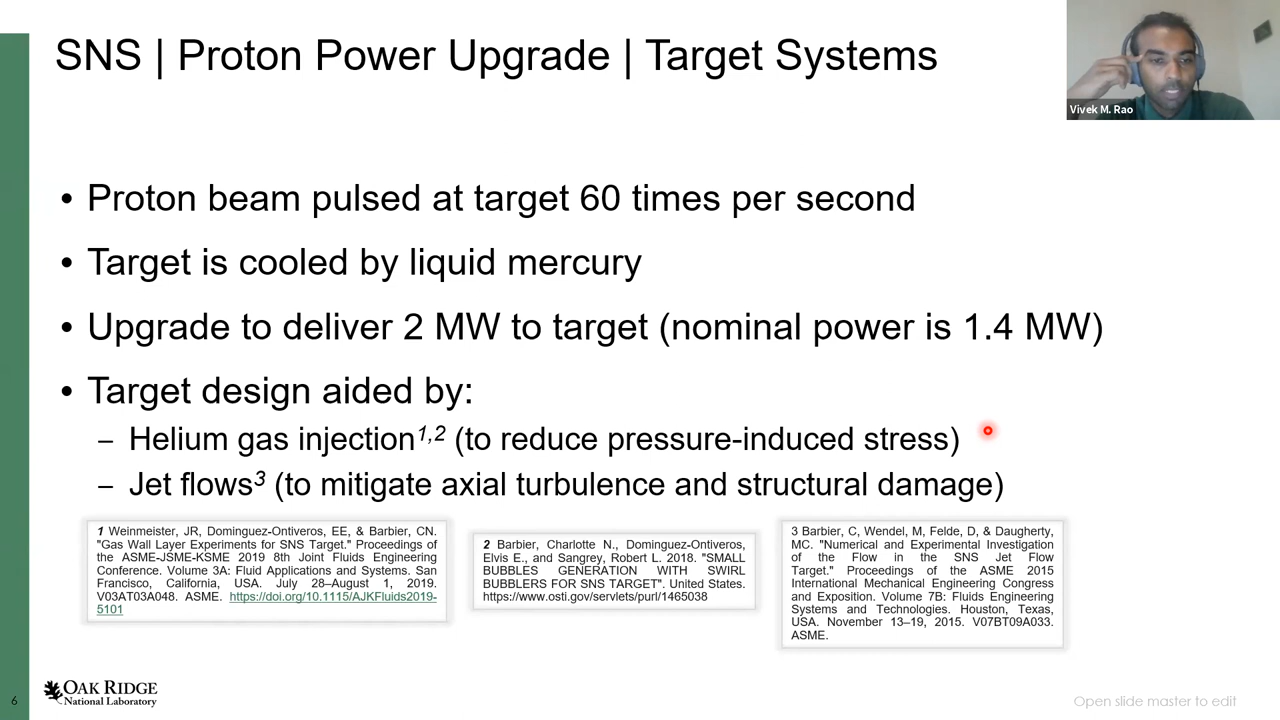 SNS | Proton Power Upgrade | Target Systems
Vivek M. Rao
• Proton beam pulsed at target 60 times per second
• Target is cooled by liquid mercury
• Upgrade to deliver 2 MW to target (nominal power is 1.4 MW)
• Target design aided by:
– Helium gas injection1,2 (to reduce pressure-induced stress)
– Jet flows3 (to mitigate axial turbulence and structural damage)
1 Weinmeister, JR, Dominguez-Ontiveros, EE, & Barbier, CN.
"Gas Wall Layer Experiments for SNS Target." Proceedings of
the ASME-JSME-KSME 2019 8th Joint Fluids Engineering
Conference. Volume 3A: Fluid Applications and Systems. San
Francisco, California, USA. July 28–August 1, 2019.
V03AT03A048. ASME. https://doi.org/10.1115/AJKFluids2019-
5101
2 Barbier, Charlotte N., Dominguez-Ontiveros,
Elvis E., and Sangrey, Robert L. 2018. "SMALL
BUBBLES GENERATION WITH SWIRL
BUBBLERS FOR SNS TARGET". United States.
https://www.osti.gov/servlets/purl/1465038
3 Barbier, C, Wendel, M, Felde, D, & Daugherty,
MC. "Numerical and Experimental Investigation
of the Flow in the SNS Jet Flow
Target." Proceedings of the ASME 2015
International Mechanical Engineering Congress
and Exposition. Volume 7B: Fluids Engineering
Systems and Technologies. Houston, Texas,
USA. November 13–19, 2015. V07BT09A033.
ASME.
6
OAK RIDGE
National Laboratory
Open slide master to edit